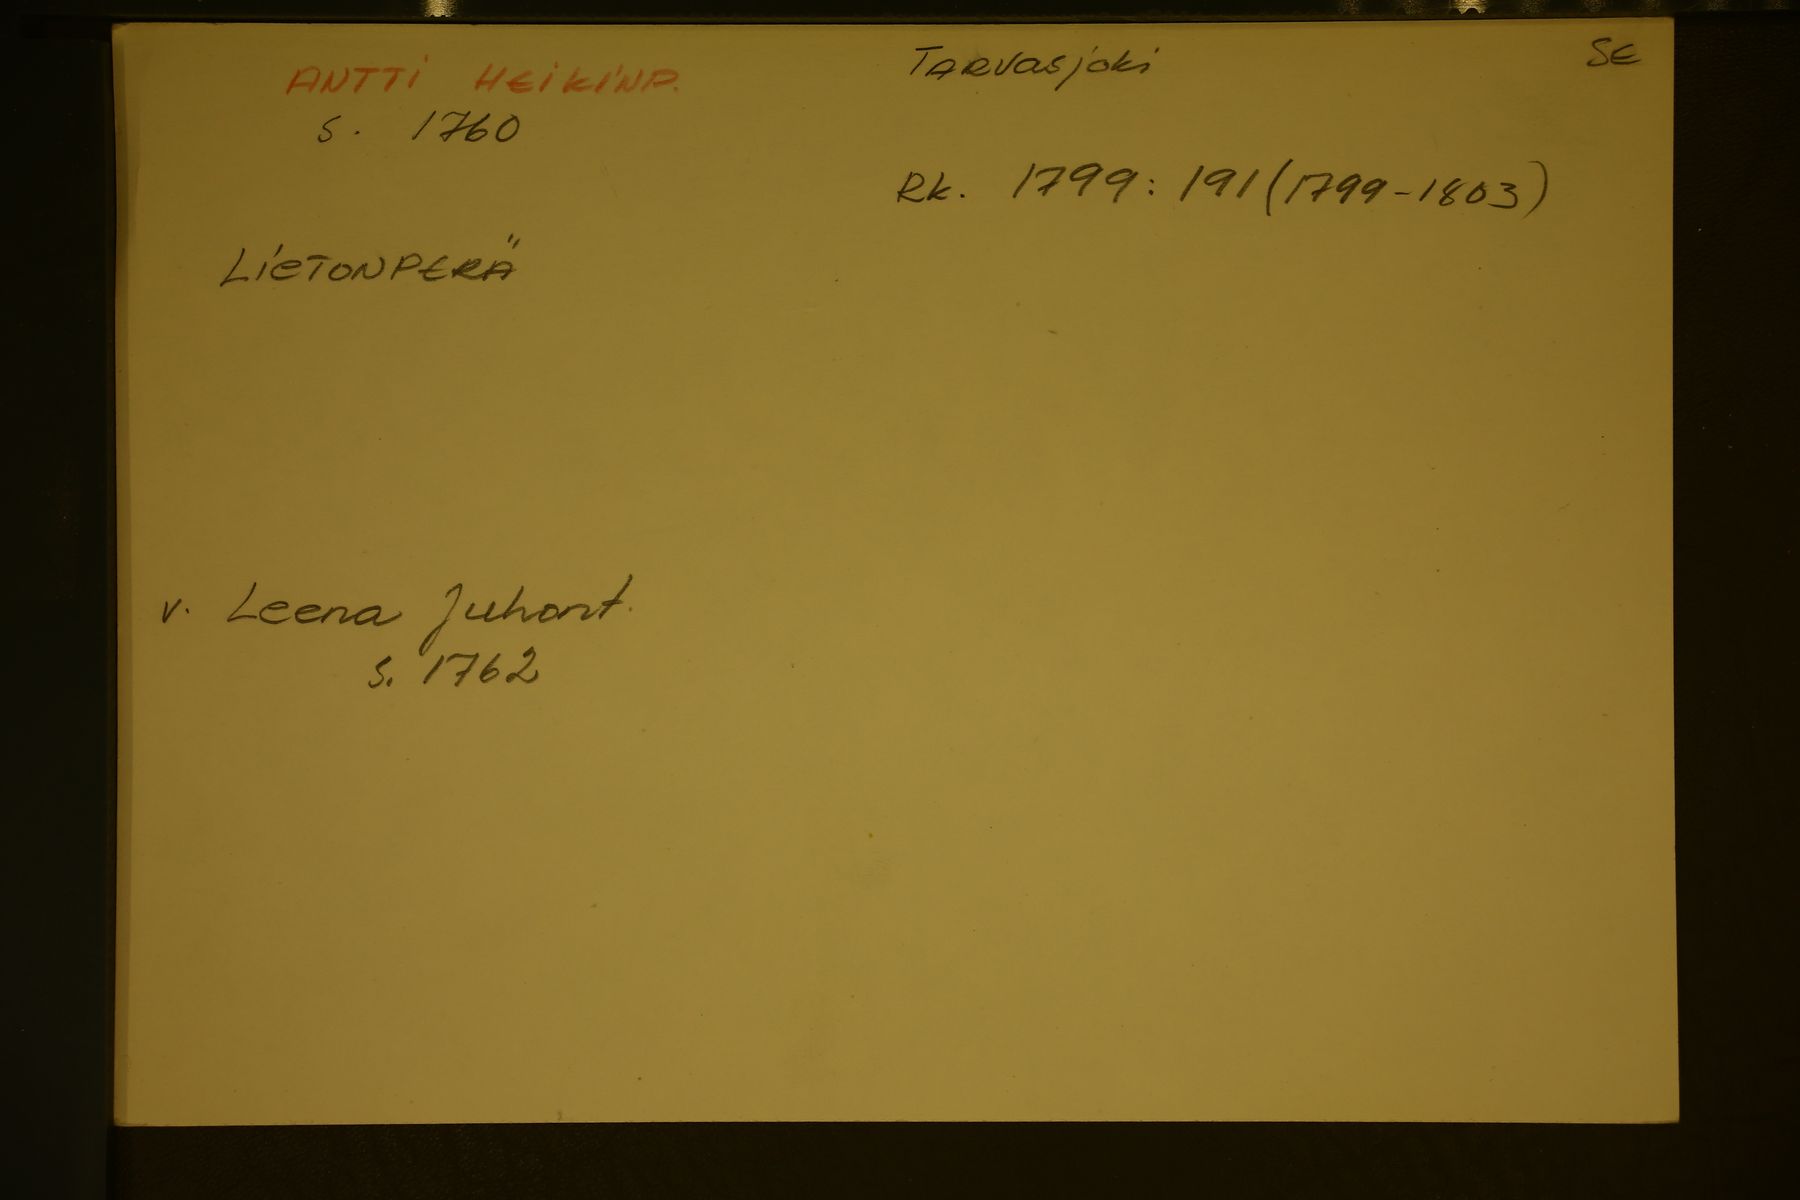 ANTTI HEIKINP.
s. 1760
Tarvasjoki
SE
Rk. 1799: 191 (1799-1803)
LIETONPERÄ
v. Leena Juhont.
s. 1762